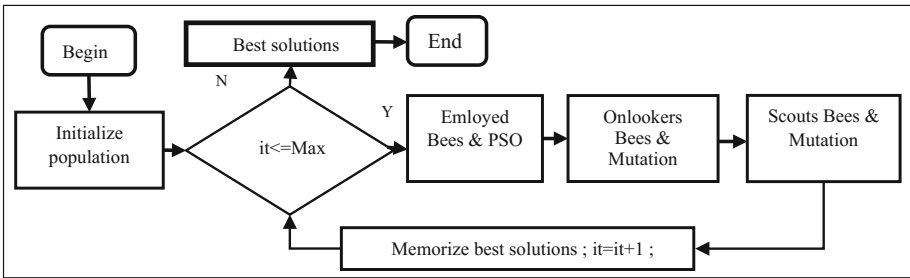 Begin
Best solutions
End
N
Y
Initialize
population
it<=Max
Emloyed
Bees & PSO
Onlookers
Bees &
Mutation
Scouts Bees &
Mutation
Memorize best solutions ; it=it+1 ;